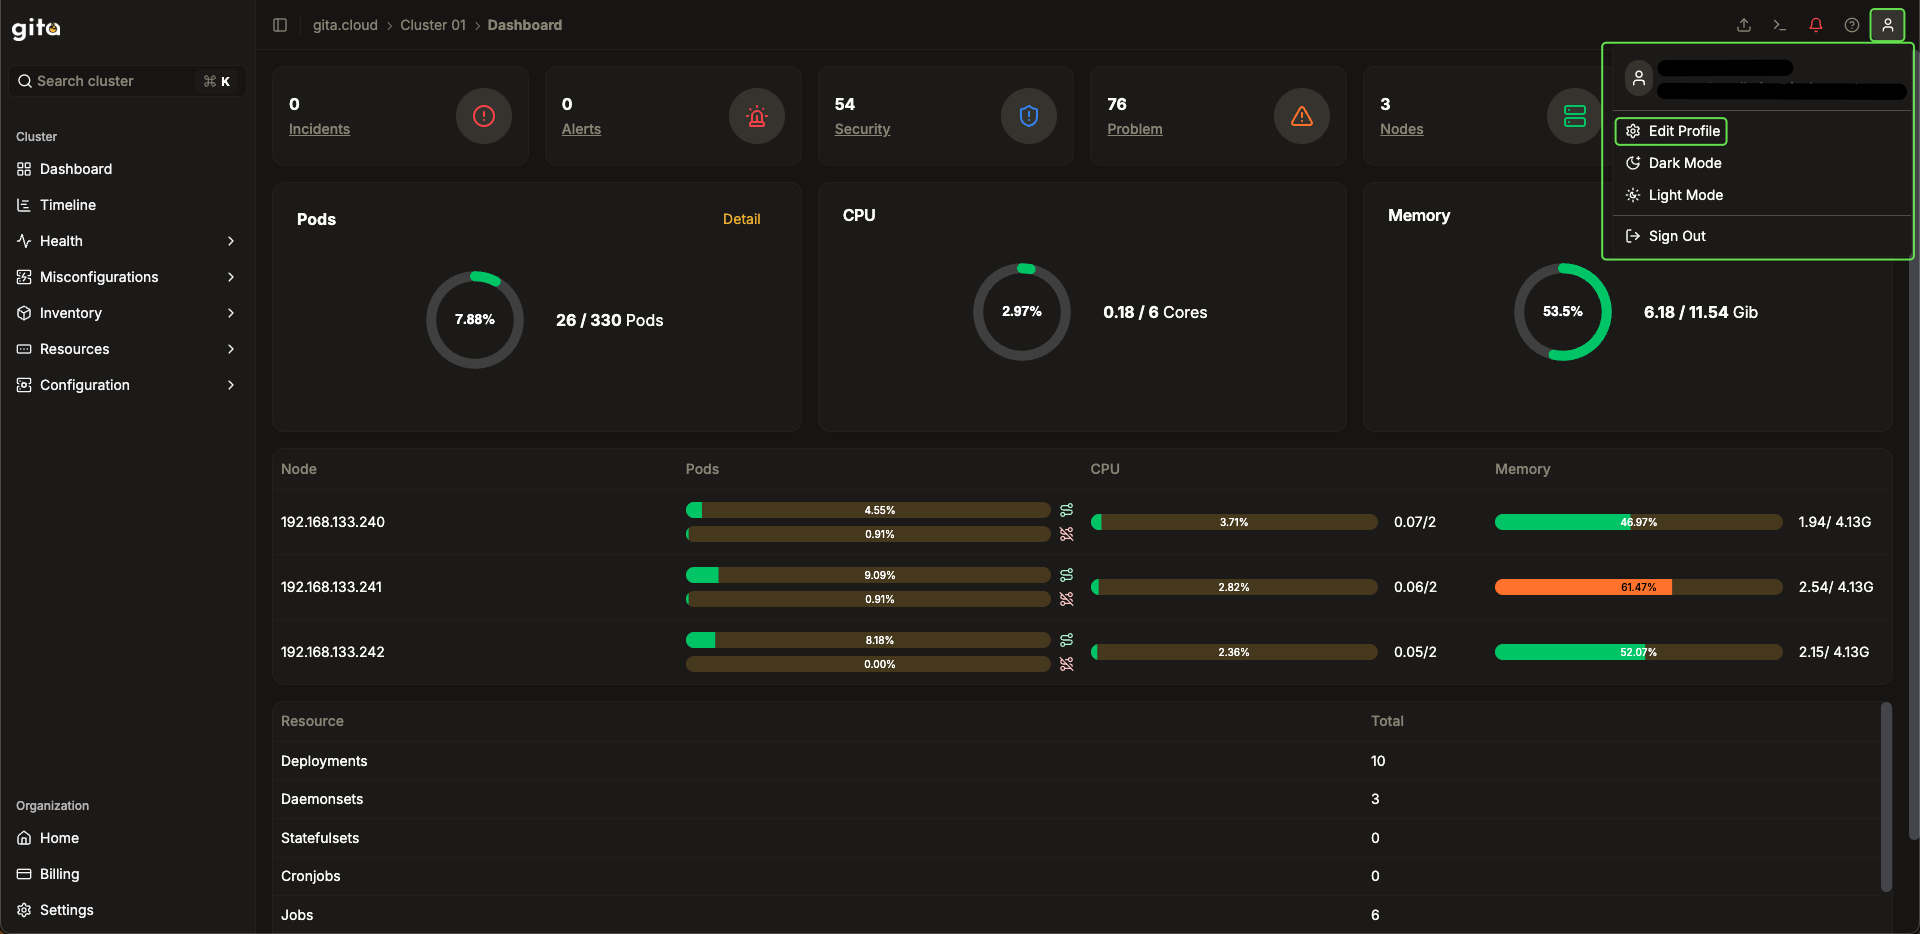 gita
gita.cloud > Cluster 01 > Dashboard
Search cluster ⌘ K
Cluster
Dashboard
Timeline
Health
Misconfigurations
Inventory
Resources
Configuration
Organization
Home
Billing
Settings
0
Incidents
0
Alerts
54
Security
76
Problem
3
Nodes
Edit Profile
Dark Mode
Light Mode
Sign Out
Pods
Detail
7.88%
26 / 330 Pods
CPU
2.97%
0.18 / 6 Cores
Memory
53.5%
6.18 / 11.54 Gib
Node Pods CPU Memory
4.55%
192.168.133.240 3.71% 0.07/2 46.97% 1.94/ 4.13G
0.91%
9.09%
192.168.133.241 2.82% 0.06/2 61.47% 2.54/ 4.13G
0.91%
8.18%
192.168.133.242 2.36% 0.05/2 52.07% 2.15/ 4.13G
0.00%
Resource Total
Deployments 10
Daemonsets 3
Statefulsets 0
Cronjobs 0
Jobs 6